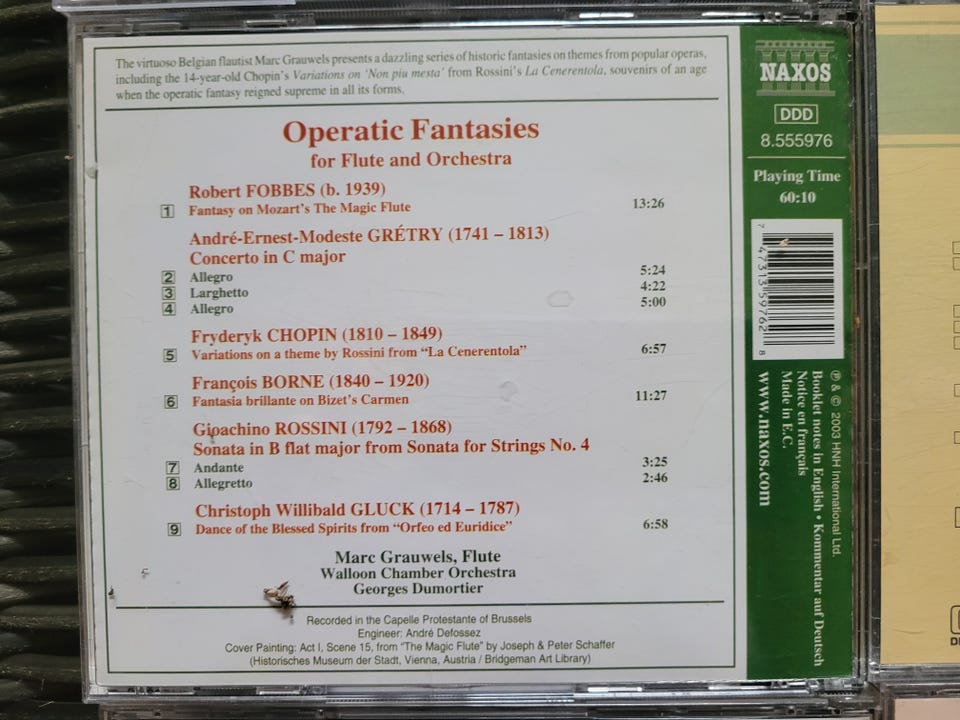 The virtuoso Belgian flautist Marc Grauwels presents a dazzling series of historic fantasies on themes from popular operas,
including the 14-year-old Chopin's Variations on 'Non piu mesta' from Rossini's La Cenerentola, souvenirs of an age
when the operatic fantasy reigned supreme in all its forms.
Operatic Fantasies
for Flute and Orchestra
Robert FOBBES (b. 1939)
1 Fantasy on Mozart's The Magic Flute 13:26
André-Ernest-Modeste GRÉTRY (1741 – 1813)
Concerto in C major
2 Allegro 5:24
3 Larghetto 4:22
4 Allegro 5:00
Fryderyk CHOPIN (1810 – 1849)
5 Variations on a theme by Rossini from "La Cenerentola" 6:57
François BORNE (1840 – 1920)
6 Fantasia brillante on Bizet's Carmen 11:27
Gioachino ROSSINI (1792 – 1868)
Sonata in B flat major from Sonata for Strings No. 4
7 Andante 3:25
8 Allegretto 2:46
Christoph Willibald GLUCK (1714 – 1787)
9 Dance of the Blessed Spirits from "Orfeo ed Euridice" 6:58
Marc Grauwels, Flute
Walloon Chamber Orchestra
Georges Dumortier
Recorded in the Capelle Protestante of Brussels
Engineer: André Defossez
Cover Painting: Act I, Scene 15, from "The Magic Flute" by Joseph & Peter Schaffer
(Historisches Museum der Stadt, Vienna, Austria / Bridgeman Art Library)
NAXOS
DDD
8.555976
Playing Time
60:10
7 47313 59762 8
℗ & © 2003 HNH International Ltd.
Booklet notes in English • Kommentar auf Deutsch
Notice en français
Made in E.C.
www.naxos.com